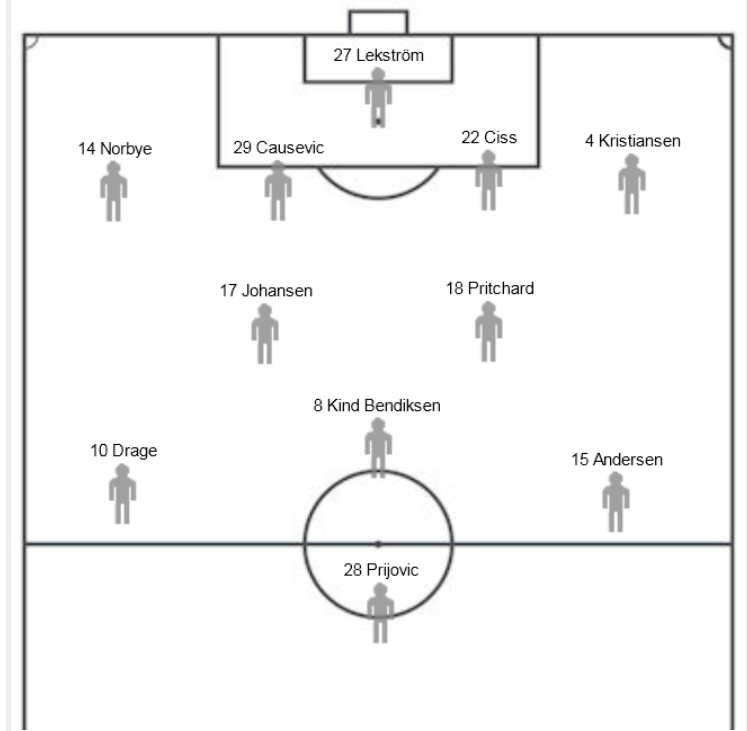 27 Lekström
14 Norbye
29 Causevic
22 Ciss
4 Kristiansen
17 Johansen
18 Pritchard
8 Kind Bendiksen
10 Drage
15 Andersen
28 Prijovic